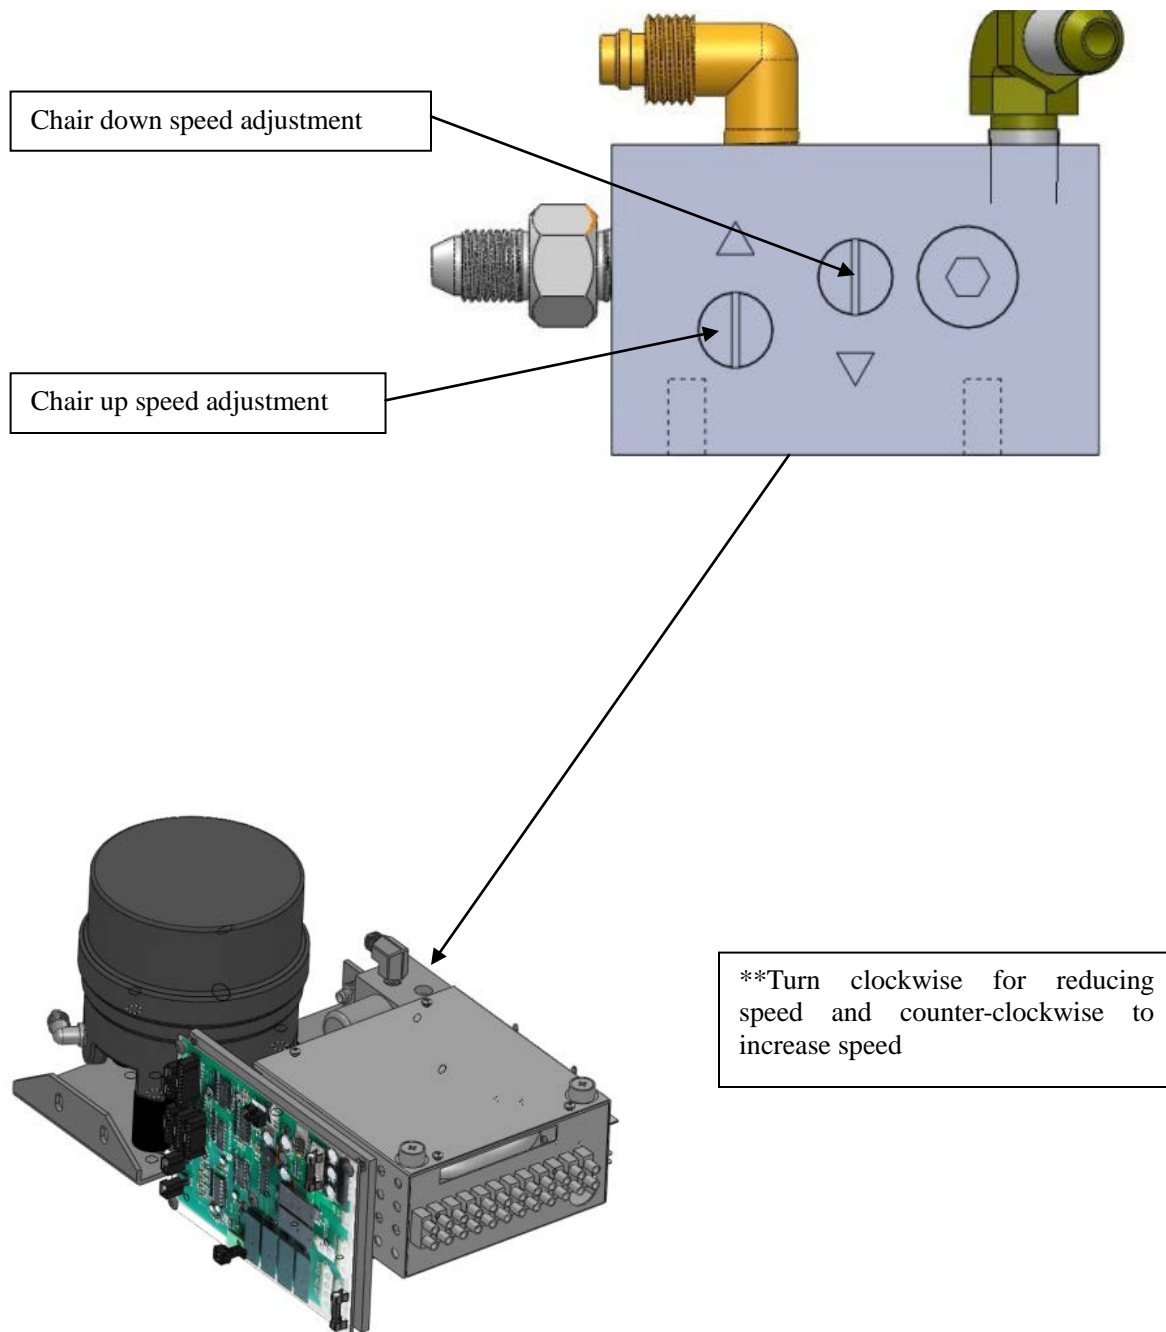 Chair down speed adjustment
Chair up speed adjustment
**Turn clockwise for reducing
speed and counter-clockwise to
increase speed